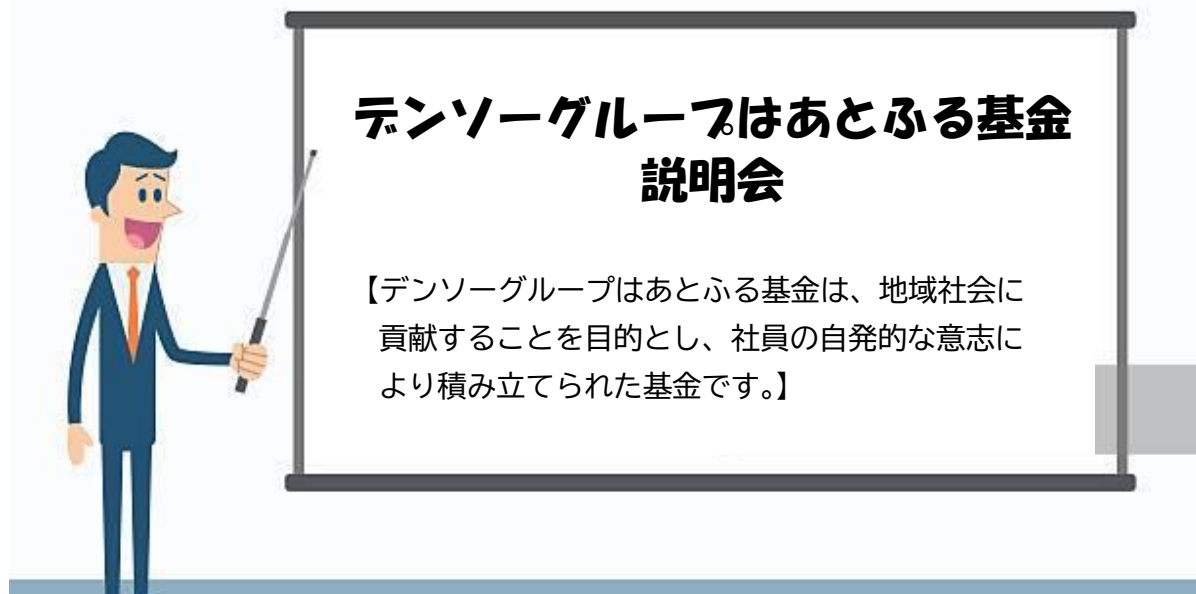 デンソーグループはあとふる基金
説明会
【デンソーグループはあとふる基金は、地域社会に
貢献することを目的とし、社員の自発的な意志に
より積み立てられた基金です。】